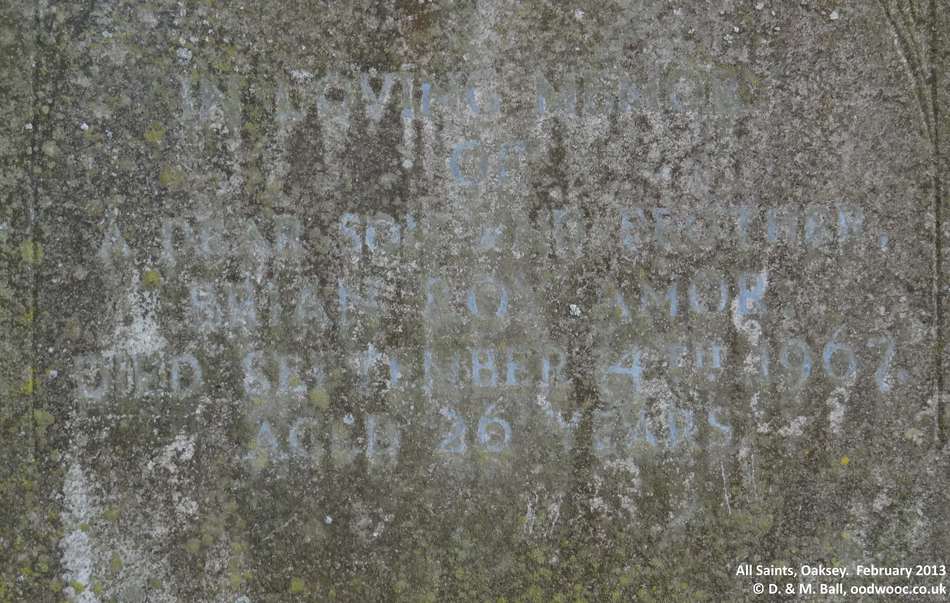 IN LOVING MEMORY
OF
A DEAR SON AND BROTHER,
BRIAN ROY AMOR
DIED SEPTEMBER 4TH 1967,
AGED 26 YEARS
All Saints, Oaksey. February 2013
© D. & M. Ball, oodwooc.co.uk